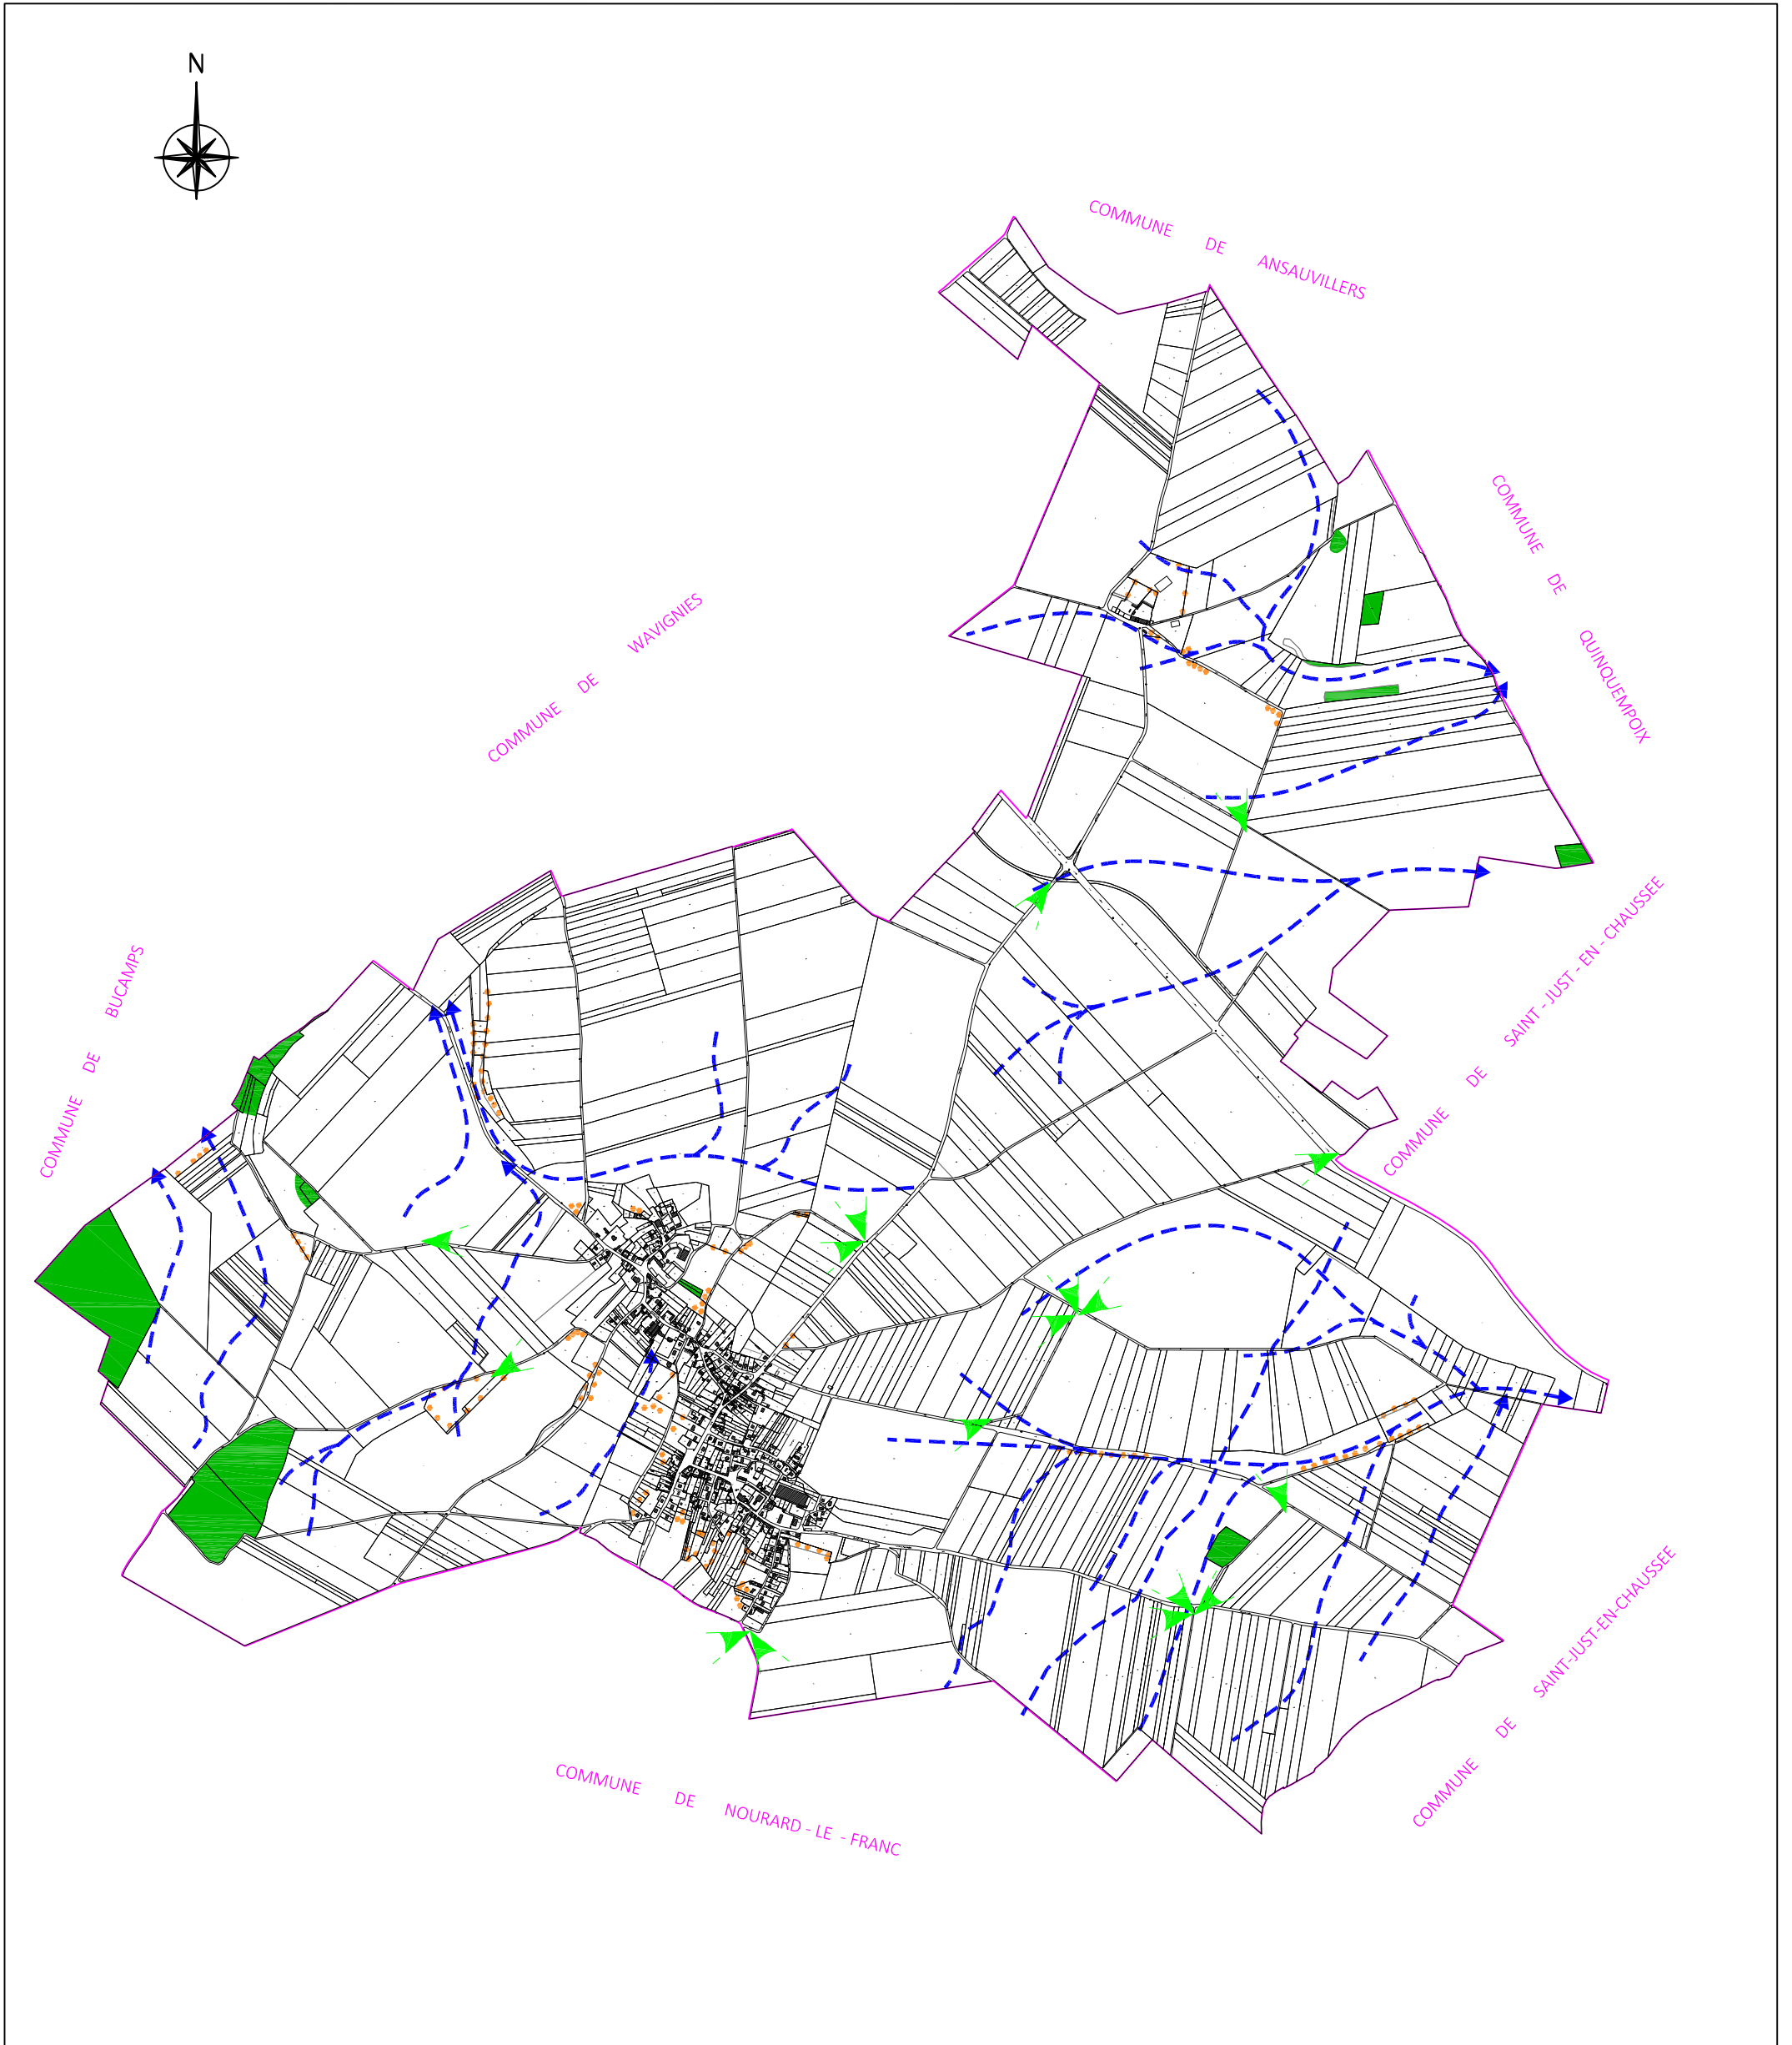 N
COMMUNE DE ANSAUVILLERS
COMMUNE DE QUINQUEMPOIX
COMMUNE DE WAVIGNIES
COMMUNE DE BUCAMPS
COMMUNE DE SAINT - JUST - EN - CHAUSSEE
COMMUNE DE SAINT-JUST-EN-CHAUSSEE
COMMUNE DE NOURARD - LE - FRANC